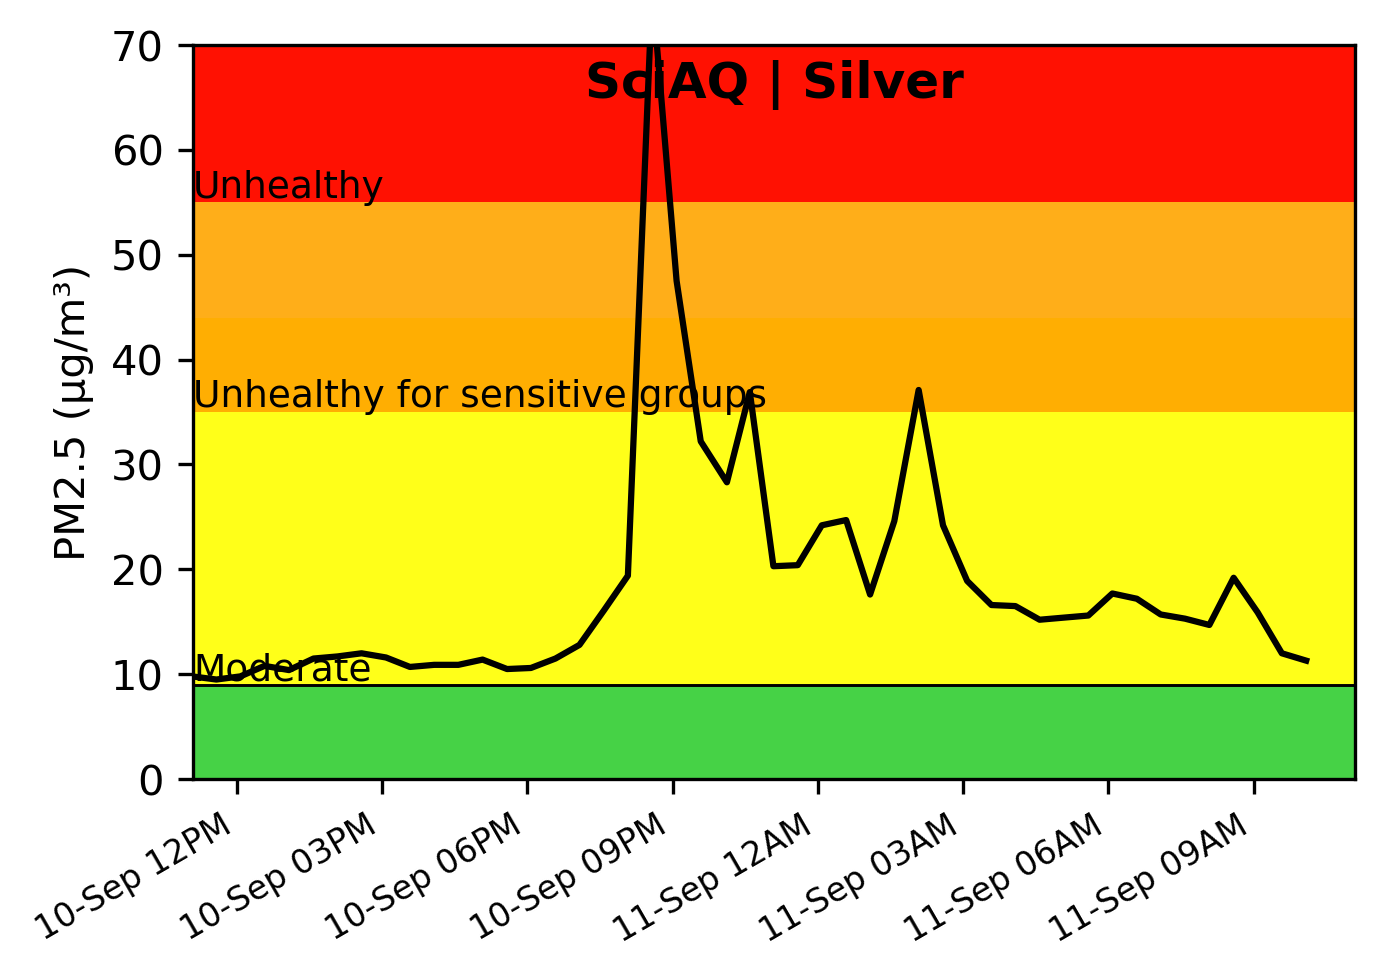 SciAQ | Silver
70
60
Unhealthy
50
40
Unhealthy for sensitive groups
30
20
Moderate
10
0
PM2.5 (μg/m³)
10-Sep 12PM
10-Sep 03PM
10-Sep 06PM
10-Sep 09PM
11-Sep 12AM
11-Sep 03AM
11-Sep 06AM
11-Sep 09AM